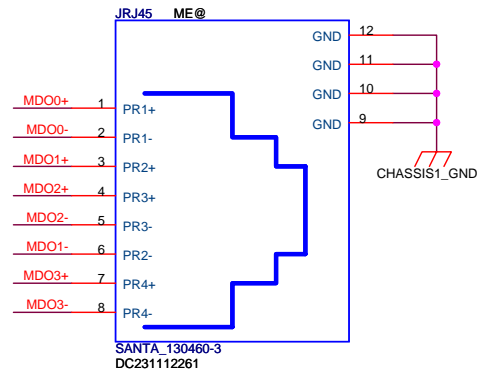 JRJ45 ME@
GND 12
GND 11
GND 10
GND 9
CHASSIS1_GND
MDO0+ 1 PR1+
MDO0- 2 PR1-
MDO1+ 3 PR2+
MDO2+ 4 PR3+
MDO2- 5 PR3-
MDO1- 6 PR2-
MDO3+ 7 PR4+
MDO3- 8 PR4-
SANTA_130460-3
DC231112261